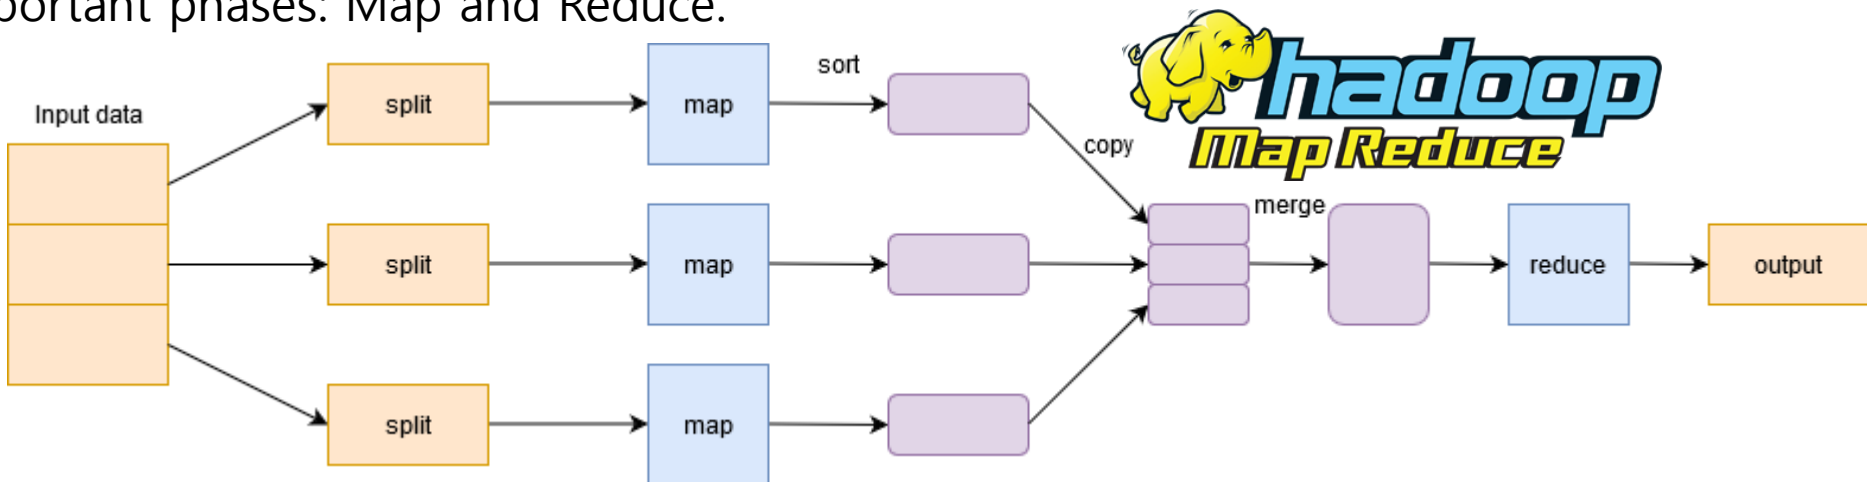 portant phases: Map and Reduce.
sort
hadoop
Map Reduce
Input data
split
map
copy
split
map
merge
reduce
output
split
map